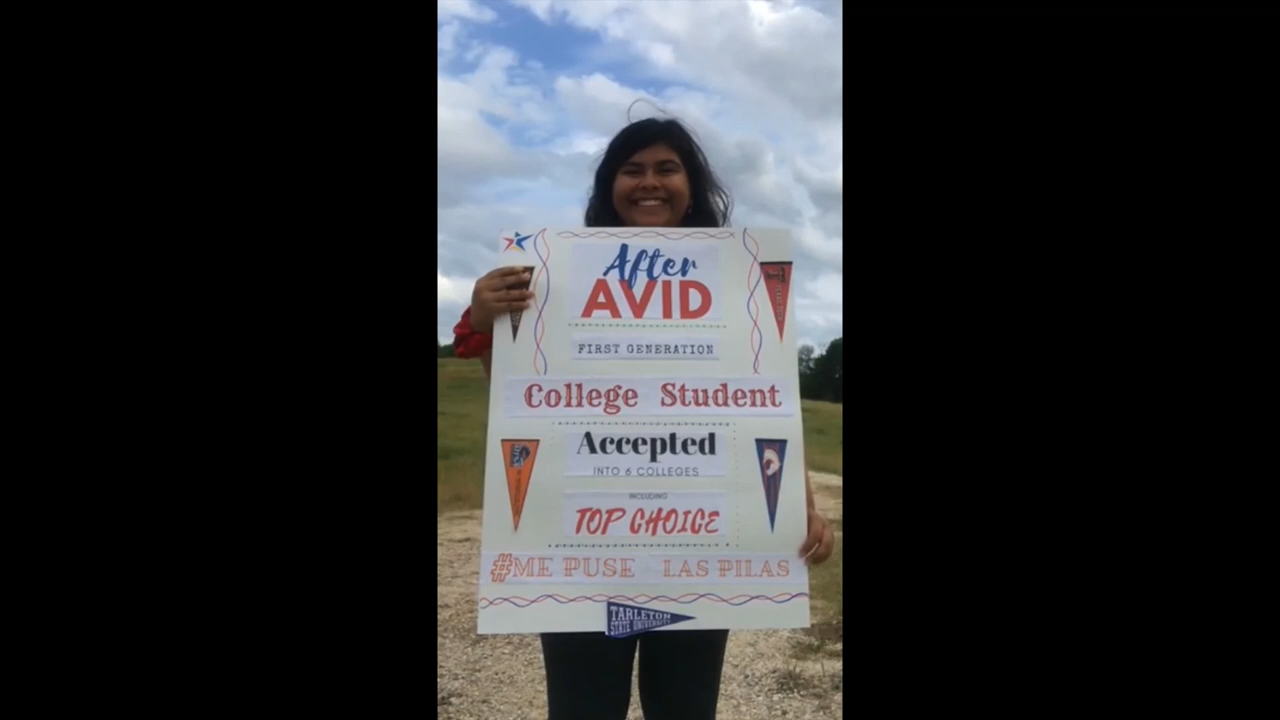 After
AVID
FIRST GENERATION
College Student
Accepted
INTO 6 COLLEGES
INCLUDING
TOP CHOICE
#ME PUSE LAS PILAS
TARLETON
STATE UNIVERSITY